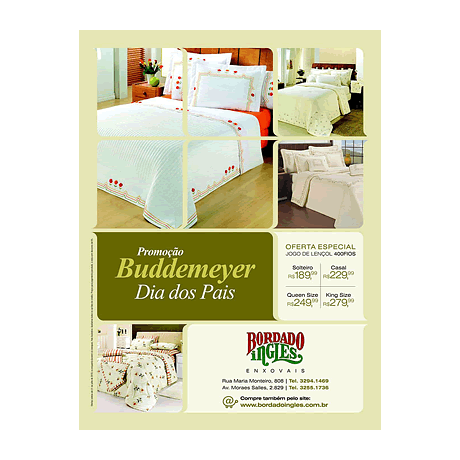 Promoção
Buddemeyer
Dia dos Pais
OFERTA ESPECIAL
JOGO DE LENÇOL 400FIOS
Solteiro Casal
R$189,99 R$229,99
Queen Size King Size
R$249,99 R$279,99
BORDADO
INGLES
ENXOVAIS
Rua Maria Monteiro, 808 | Tel. 3294.1469
Av. Moraes Salles, 2.829 | Tel. 3255.1736
Compre também pelo site:
www.bordadoingles.com.br